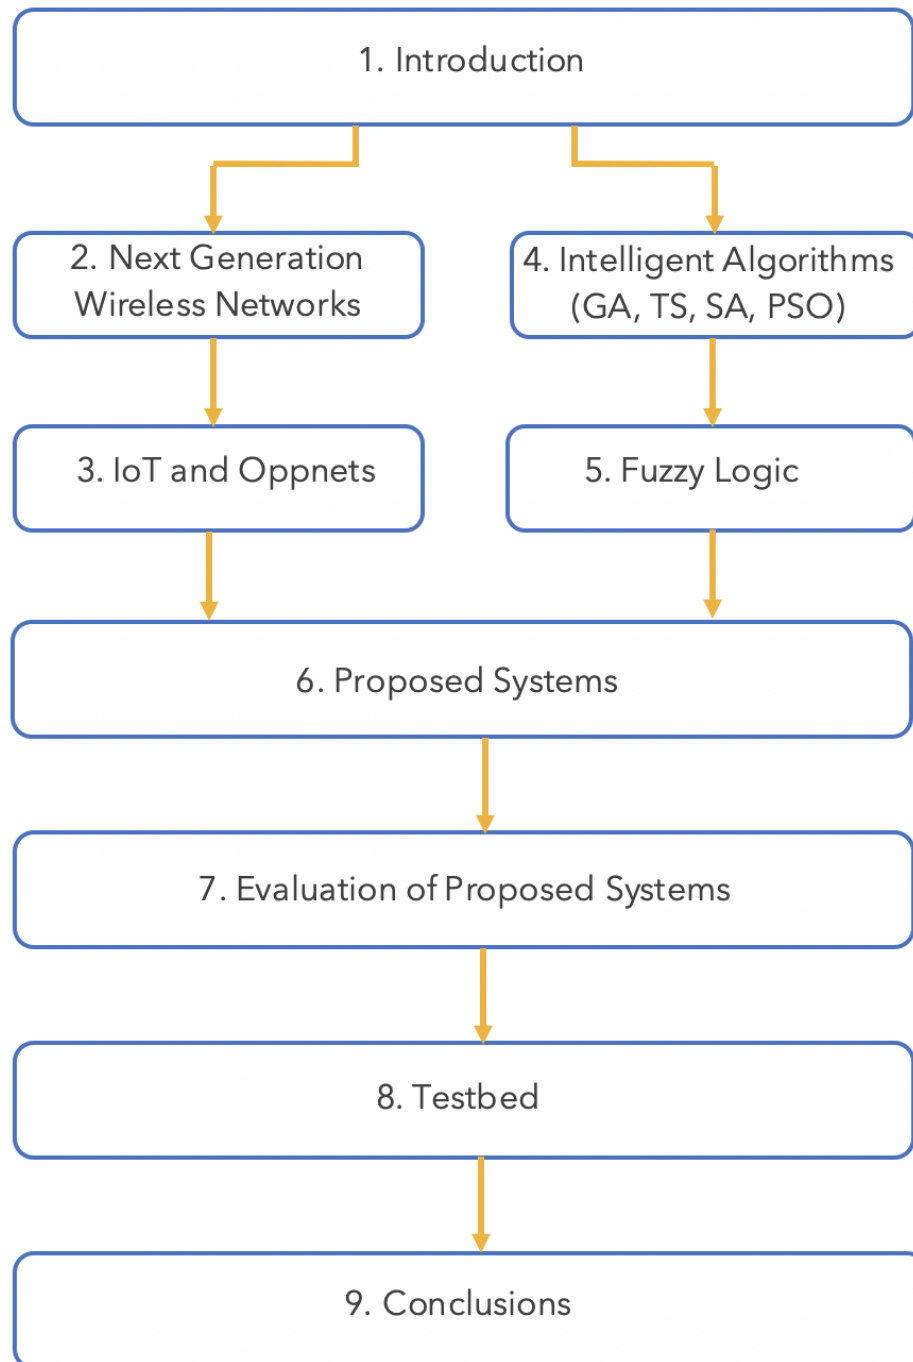 1. Introduction
2. Next Generation
Wireless Networks
4. Intelligent Algorithms
(GA, TS, SA, PSO)
3. IoT and Oppnets
5. Fuzzy Logic
6. Proposed Systems
7. Evaluation of Proposed Systems
8. Testbed
9. Conclusions